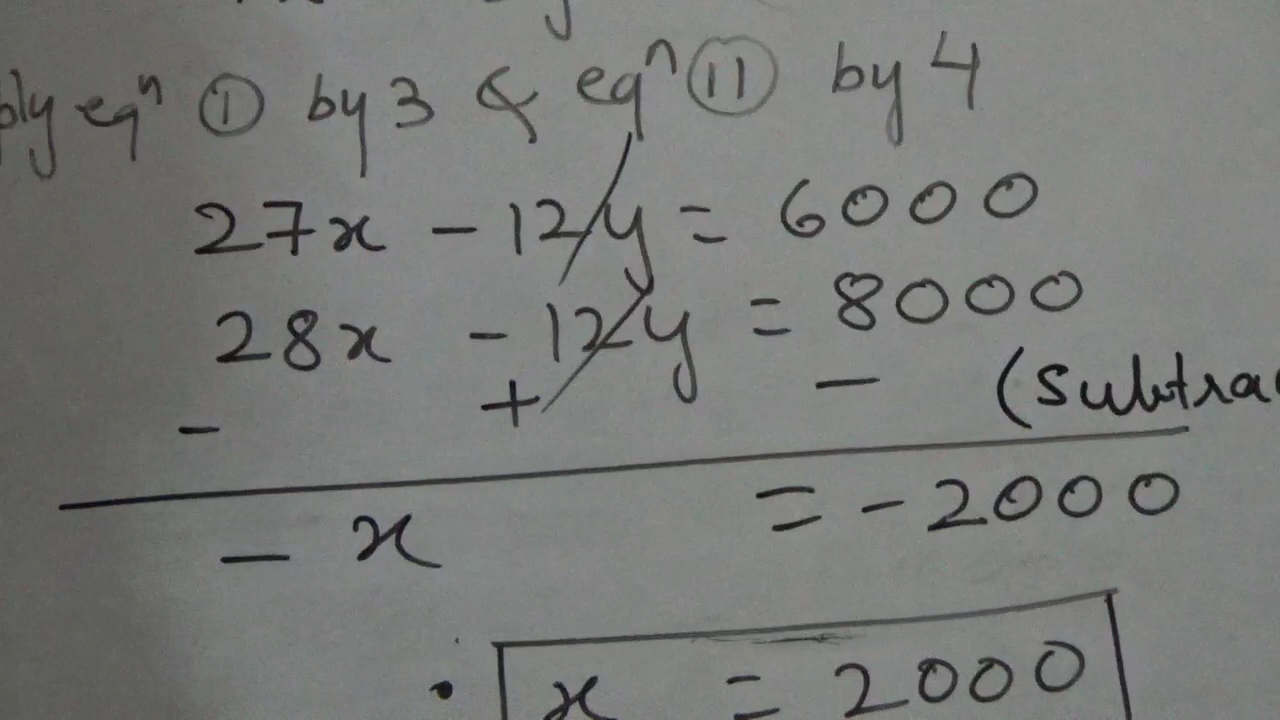 eqⁿ ① by 3 & eqⁿ ⑪ by 4
27x - 12y = 6000
28x - 12y = 8000
- + - (Subtra
- x = - 2000
x = 2000